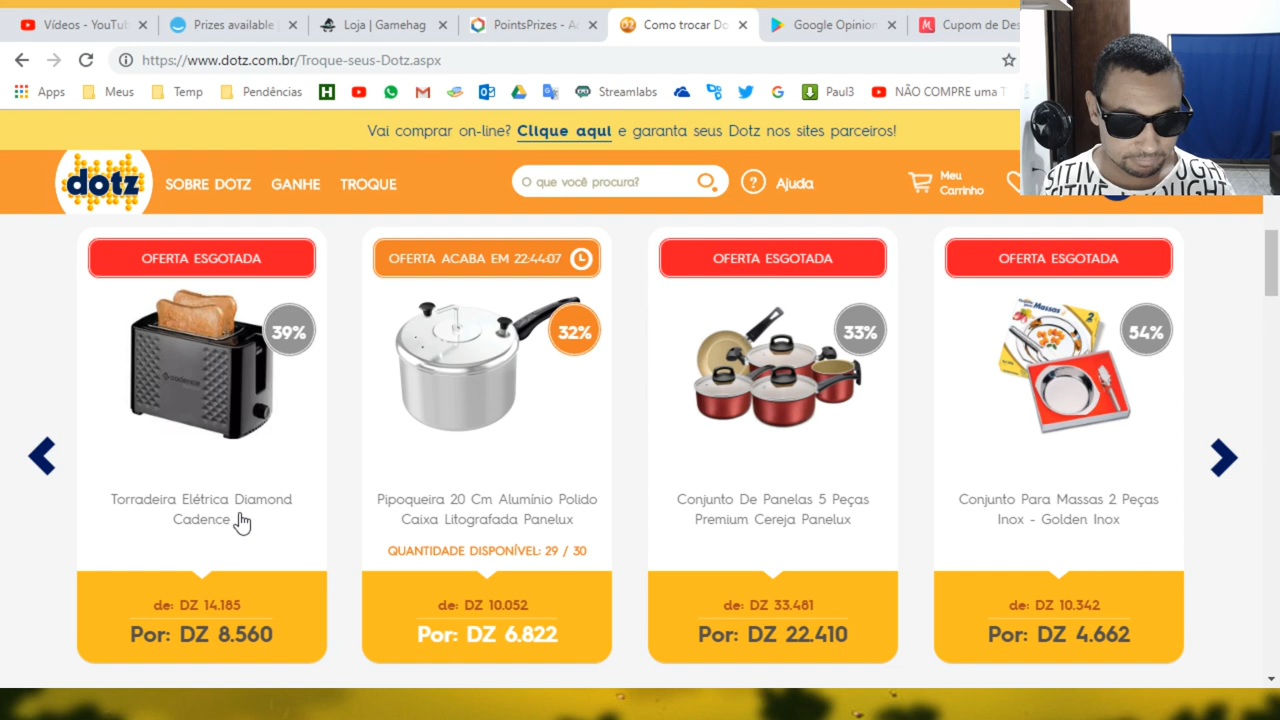 Vídeos - YouTub
Prizes available
Loja | Gamehag
PointsPrizes - Ea
Como trocar Do
Google Opinion
Cupom de Des
https://www.dotz.com.br/Troque-seus-Dotz.aspx
Apps
Meus
Temp
Pendências
Streamlabs
Paul3
NÃO COMPRE uma T
Vai comprar on-line? Clique aqui e garanta seus Dotz nos sites parceiros!
dotz
SOBRE DOTZ
GANHE
TROQUE
O que você procura?
Ajuda
Meu
Carrinho
OFERTA ESGOTADA
39%
cadence
Torradeira Elétrica Diamond
Cadence
de: DZ 14.185
Por: DZ 8.560
OFERTA ACABA EM 22:44:07
32%
Pipoqueira 20 Cm Alumínio Polido
Caixa Litografada Panelux
QUANTIDADE DISPONÍVEL: 29 / 30
de: DZ 10.052
Por: DZ 6.822
OFERTA ESGOTADA
33%
Conjunto De Panelas 5 Peças
Premium Cereja Panelux
de: DZ 33.481
Por: DZ 22.410
OFERTA ESGOTADA
54%
Massas
Conjunto Para Massas 2 Peças
Inox - Golden Inox
de: DZ 10.342
Por: DZ 4.662